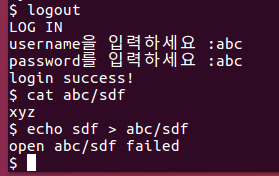 $ logout
LOG IN
username을 입력하세요 :abc
password를 입력하세요 :abc
login success!
$ cat abc/sdf
xyz
$ echo sdf > abc/sdf
open abc/sdf failed
$